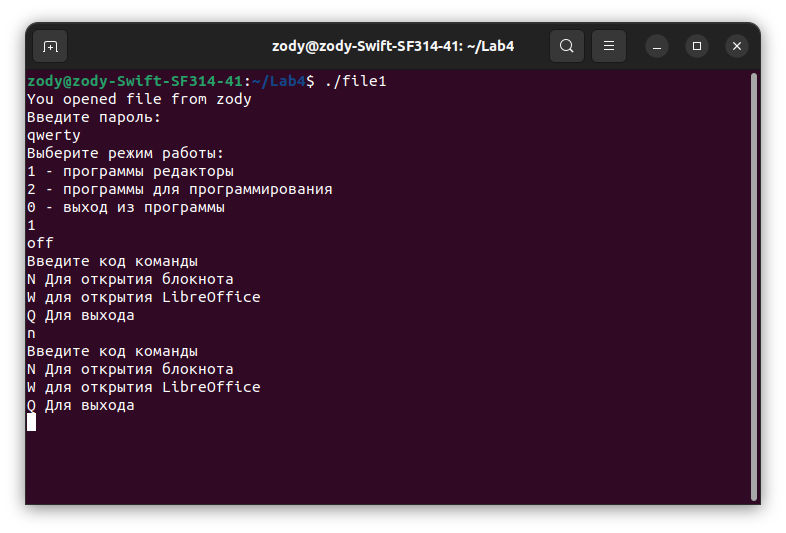 zody@zody-Swift-SF314-41: ~/Lab4
zody@zody-Swift-SF314-41:~/Lab4$ ./file1
You opened file from zody
Введите пароль:
qwerty
Выберите режим работы:
1 - программы редакторы
2 - программы для программирования
0 - выход из программы
1
off
Введите код команды
N Для открытия блокнота
W для открытия LibreOffice
Q Для выхода
n
Введите код команды
N Для открытия блокнота
W для открытия LibreOffice
Q Для выхода